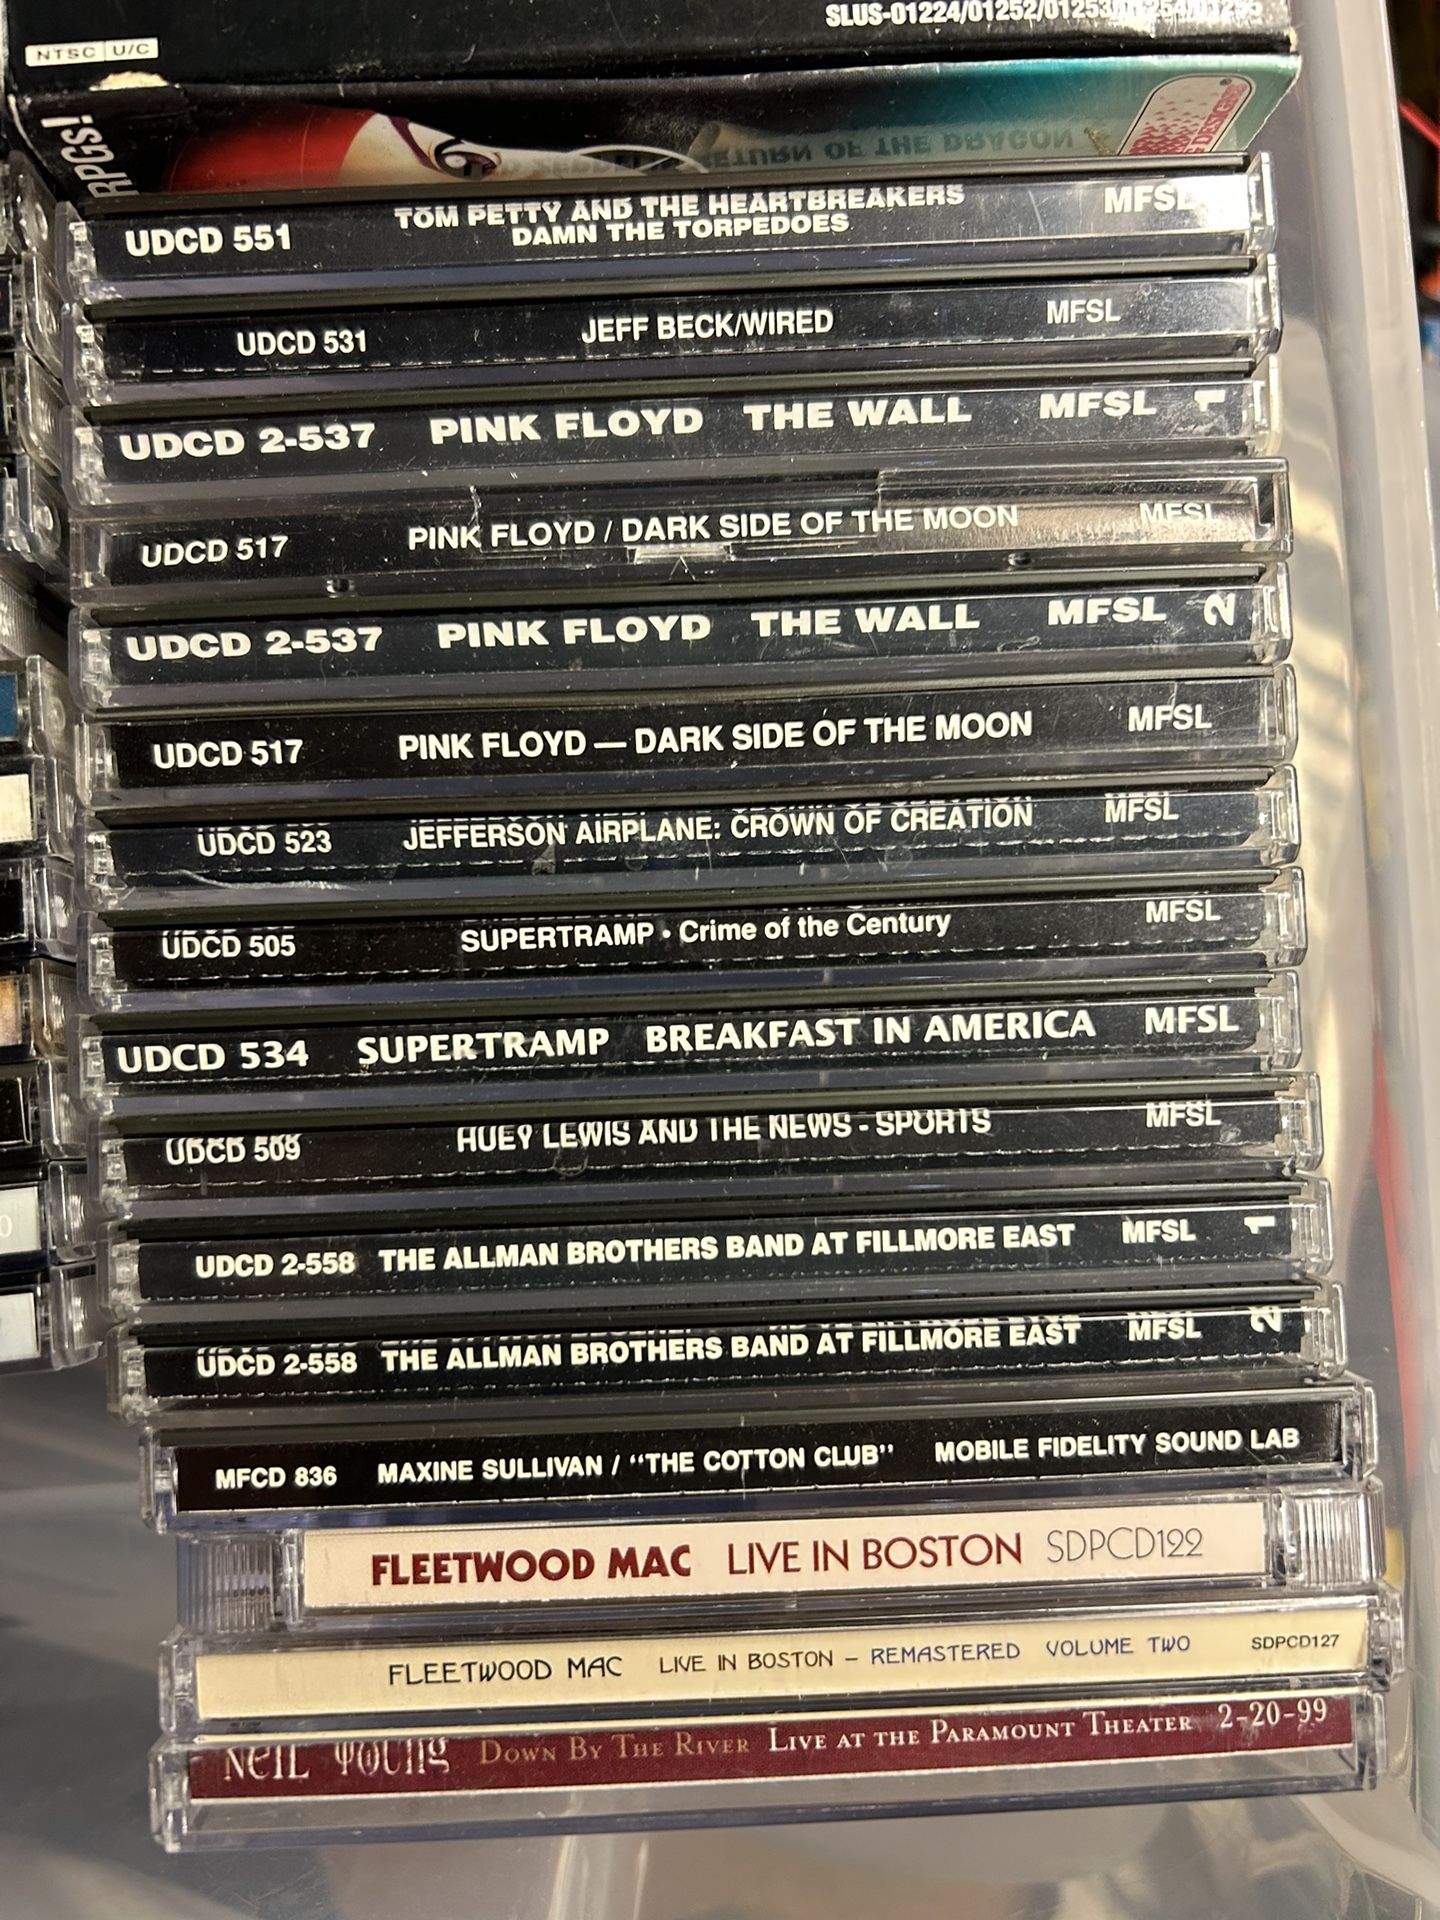 SLUS-01224/01252/01253/01254/01255
NTSC U/C
RPGs!
RETURN OF THE DRAGON
UDCD 551 TOM PETTY AND THE HEARTBREAKERS MFSL
DAMN THE TORPEDOES
UDCD 531 JEFF BECK/WIRED MFSL
UDCD 2-537 PINK FLOYD THE WALL MFSL 1
UDCD 517 PINK FLOYD / DARK SIDE OF THE MOON MFSL
UDCD 2-537 PINK FLOYD THE WALL MFSL 2
UDCD 517 PINK FLOYD — DARK SIDE OF THE MOON MFSL
UDCD 523 JEFFERSON AIRPLANE: CROWN OF CREATION MFSL
UDCD 505 SUPERTRAMP • Crime of the Century MFSL
UDCD 534 SUPERTRAMP BREAKFAST IN AMERICA MFSL
UDCD 509 HUEY LEWIS AND THE NEWS - SPORTS MFSL
UDCD 2-558 THE ALLMAN BROTHERS BAND AT FILLMORE EAST MFSL 1
UDCD 2-558 THE ALLMAN BROTHERS BAND AT FILLMORE EAST MFSL 2
MFCD 836 MAXINE SULLIVAN / "THE COTTON CLUB" MOBILE FIDELITY SOUND LAB
FLEETWOOD MAC LIVE IN BOSTON SDPCD122
FLEETWOOD MAC LIVE IN BOSTON – REMASTERED VOLUME TWO SDPCD127
NEIL YOUNG DOWN BY THE RIVER LIVE AT THE PARAMOUNT THEATER 2-20-99